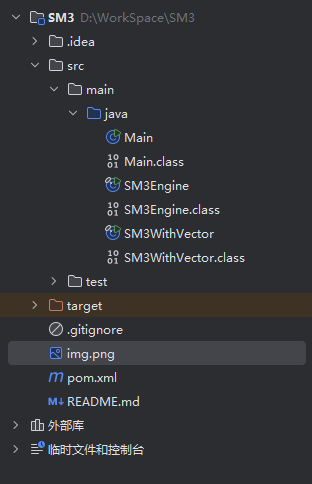 SM3 D:\WorkSpace\SM3
.idea
src
main
java
Main
Main.class
SM3Engine
SM3Engine.class
SM3WithVector
SM3WithVector.class
test
target
.gitignore
img.png
pom.xml
README.md
外部库
临时文件和控制台